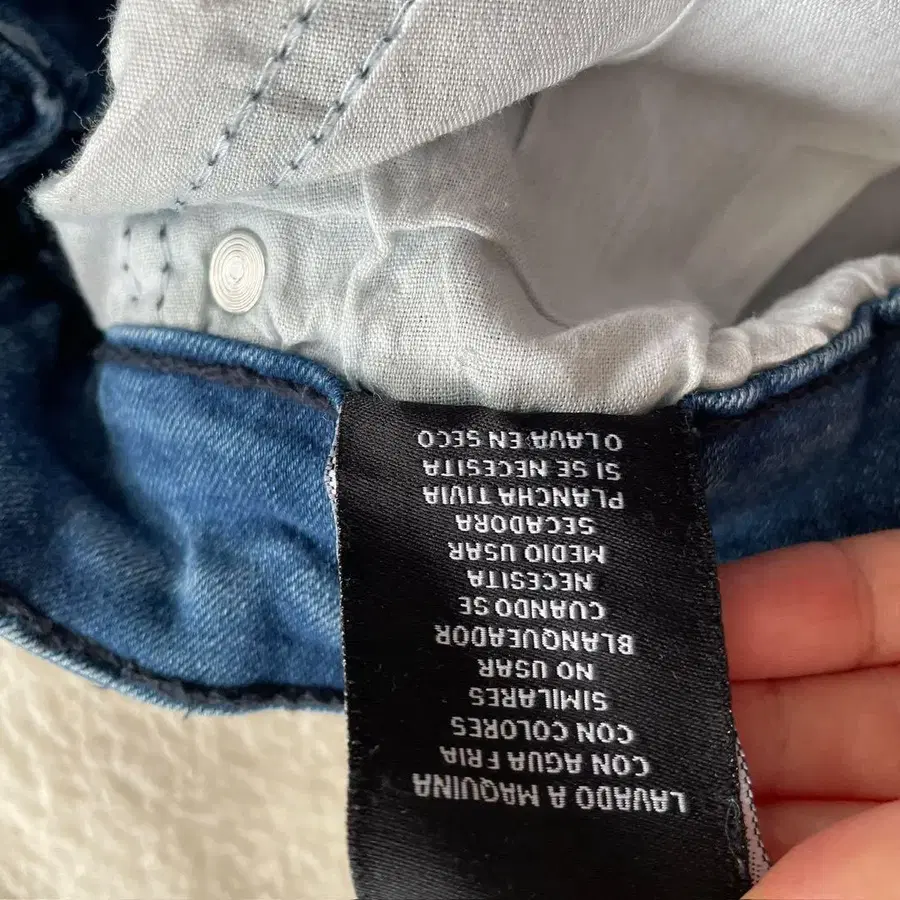 LAVADO A MAQUINA
CON AGUA FRIA
CON COLORES
SIMILARES
NO USAR
BLANQUEADOR
CUANDO SE
NECESITA
MEDIO USAR
SECADORA
PLANCHA TIVIA
SI SE NECESITA
O LAVA EN SECO